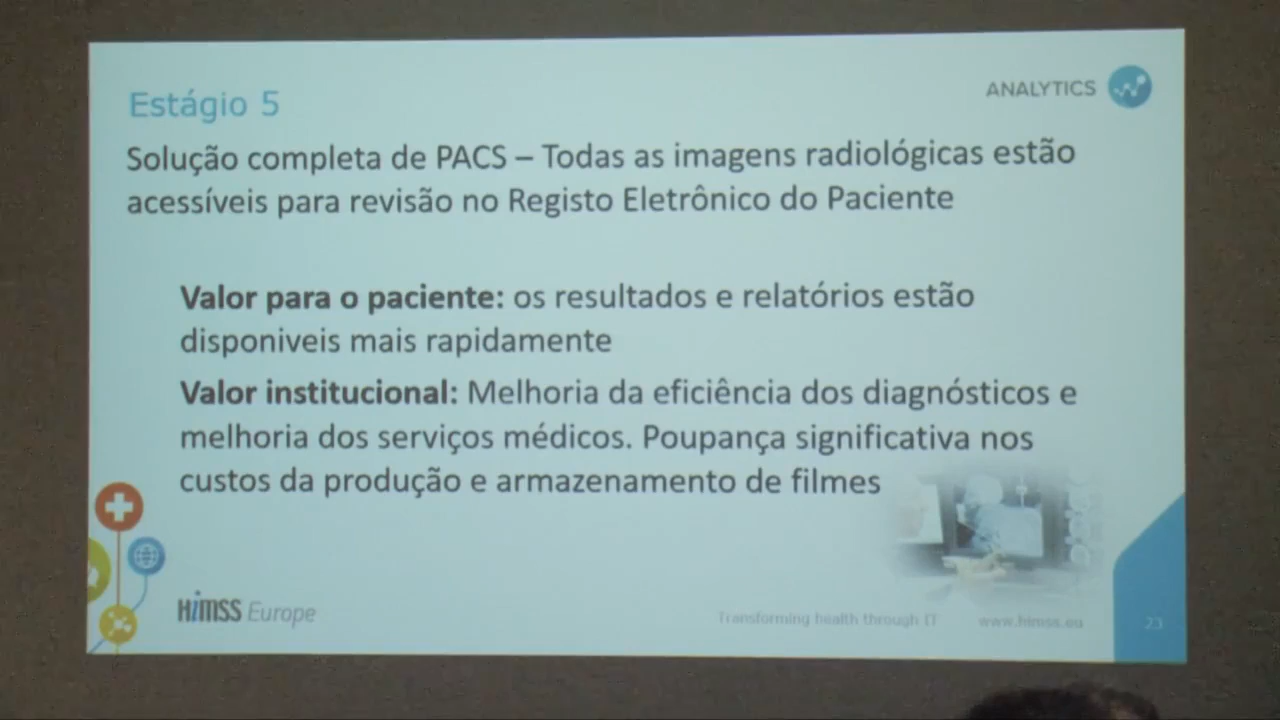 Estágio 5
ANALYTICS
Solução completa de PACS – Todas as imagens radiológicas estão
acessíveis para revisão no Registo Eletrônico do Paciente
Valor para o paciente: os resultados e relatórios estão
disponiveis mais rapidamente
Valor institucional: Melhoria da eficiência dos diagnósticos e
melhoria dos serviços médicos. Poupança significativa nos
custos da produção e armazenamento de filmes
HiMSS Europe
Transforming health through IT
www.himss.eu
23